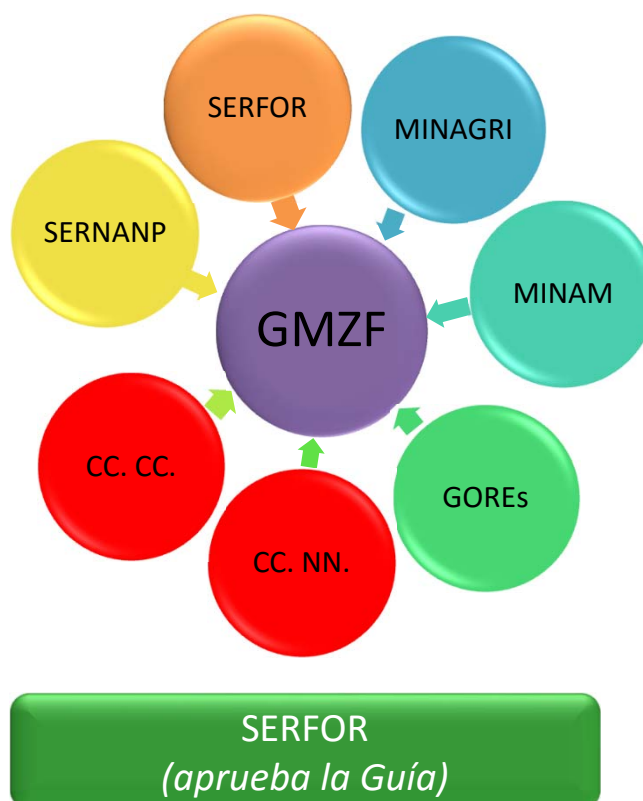 SERFOR
MINAGRI
SERNANP
MINAM
GMZF
CC. CC.
GOREs
CC. NN.
SERFOR
(aprueba la Guía)